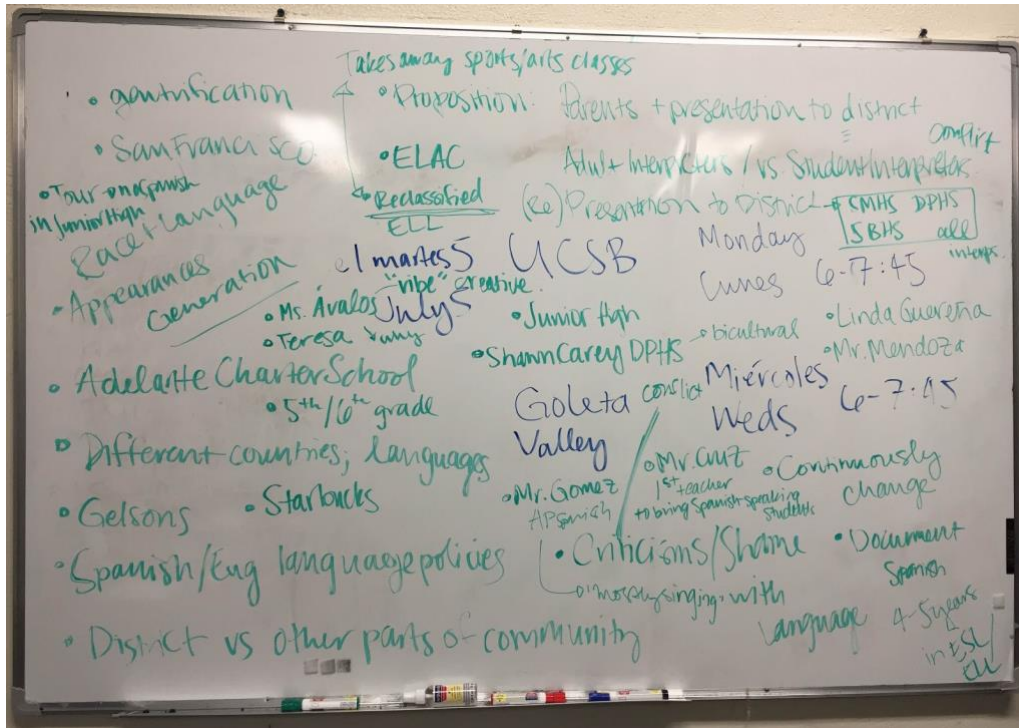 Takes away sports/arts classes
• gentrification
• Proposition: Parents + presentation to district
conflict
• San Francisco
• ELAC
Adult Interpreters / vs. Student Interpreters
• Tour on Spanish
in Junior High
Reclassified
ELL
(Re) Presentation to District
SMHS DPHS
SBHS all
interps.
Race + Language
• Appearances
Generation
el martes 5
July 5
"vibe" creative
UCSB
Monday
Lunes 6-7:45
• Ms. Ávalos
• Teresa
• Junior High
• bicultural
• Linda Guereña
• Shawn Carey DPHS
• Mr. Mendoza
• Adelante Charter School
• 5th/6th grade
Goleta
Valley
conflict
Miércoles
Weds
6-7:45
• Different countries; languages
• Gelsons
• Starbucks
• Mr. Gomez
AP Spanish
• Mr. Cruz
1st teacher
to bring Spanish speaking
students
• Continuously
change
• Spanish/Eng language policies
• Criticisms/Shame
with
language
mostly singing
• Document
Spanish
4-5 years
in ESL/
ELL
• District vs other parts of community